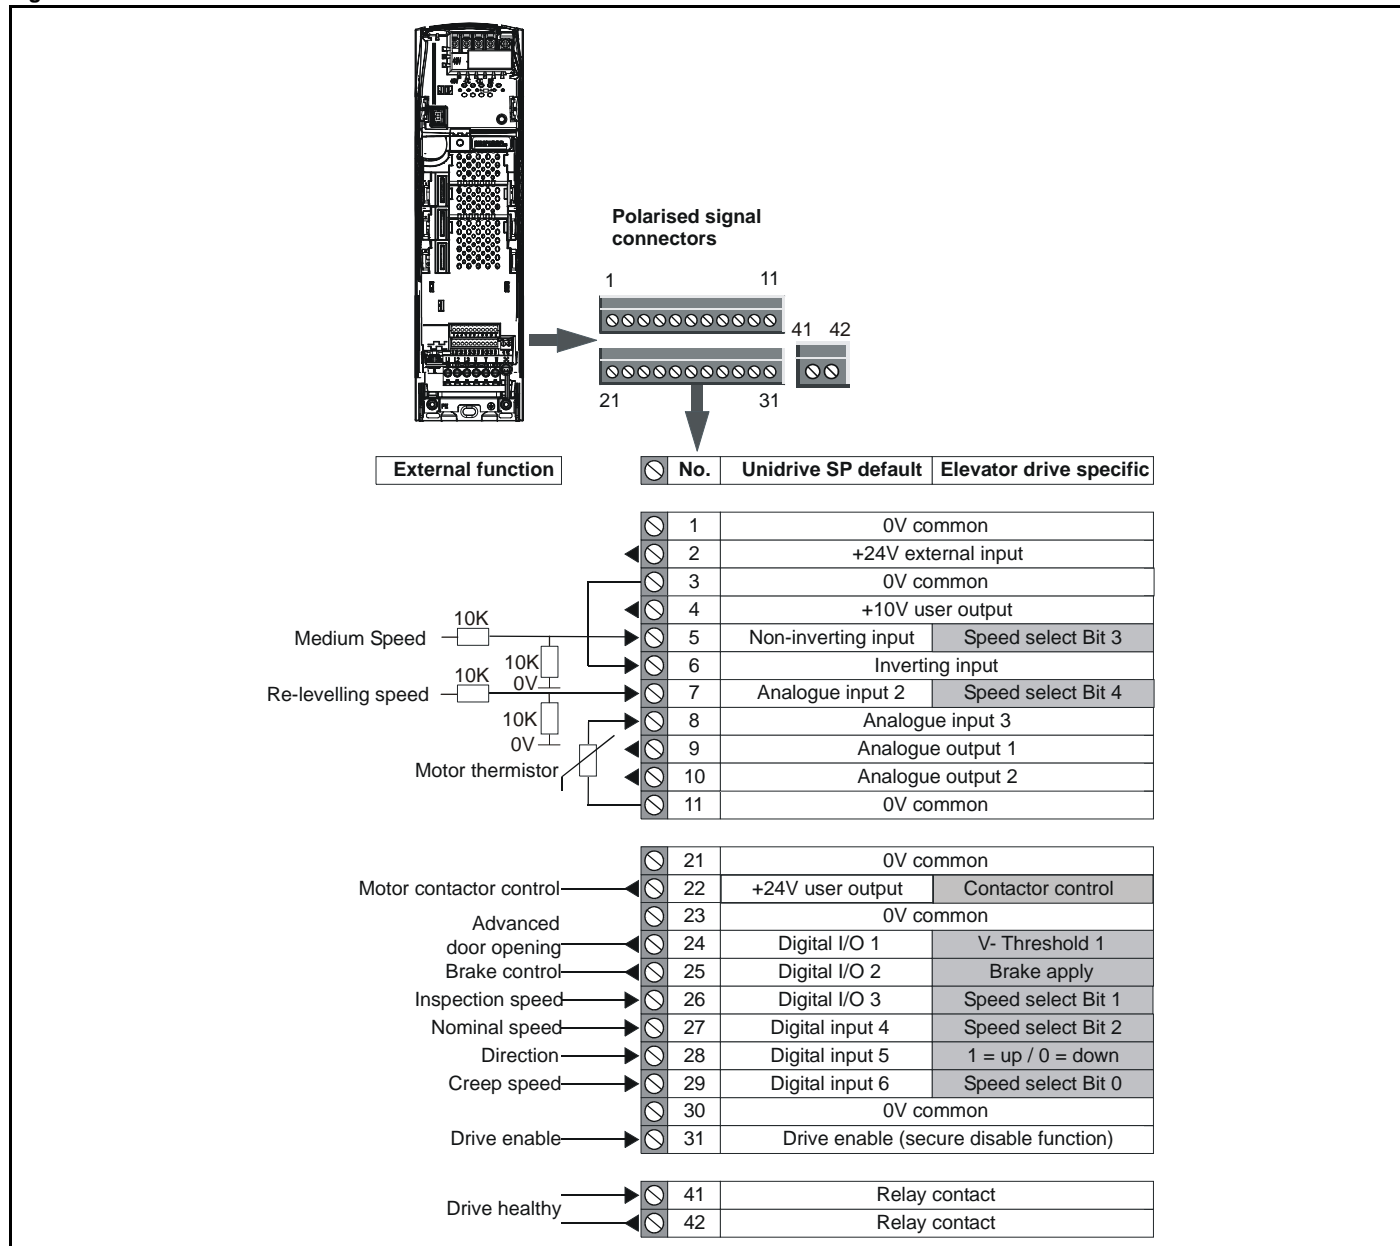 Polarised signal
connectors
1 11
41 42
21 31
External function No. Unidrive SP default Elevator drive specific
1 0V common
2 +24V external input
3 0V common
4 +10V user output
10K
Medium Speed 5 Non-inverting input Speed select Bit 3
10K
6 Inverting input
10K
0V
Re-levelling speed 7 Analogue input 2 Speed select Bit 4
10K
8 Analogue input 3
0V
9 Analogue output 1
Motor thermistor 10 Analogue output 2
11 0V common
21 0V common
Motor contactor control 22 +24V user output Contactor control
23 0V common
Advanced
door opening 24 Digital I/O 1 V- Threshold 1
Brake control 25 Digital I/O 2 Brake apply
Inspection speed 26 Digital I/O 3 Speed select Bit 1
Nominal speed 27 Digital input 4 Speed select Bit 2
Direction 28 Digital input 5 1 = up / 0 = down
Creep speed 29 Digital input 6 Speed select Bit 0
30 0V common
Drive enable 31 Drive enable (secure disable function)
Drive healthy
41 Relay contact
42 Relay contact